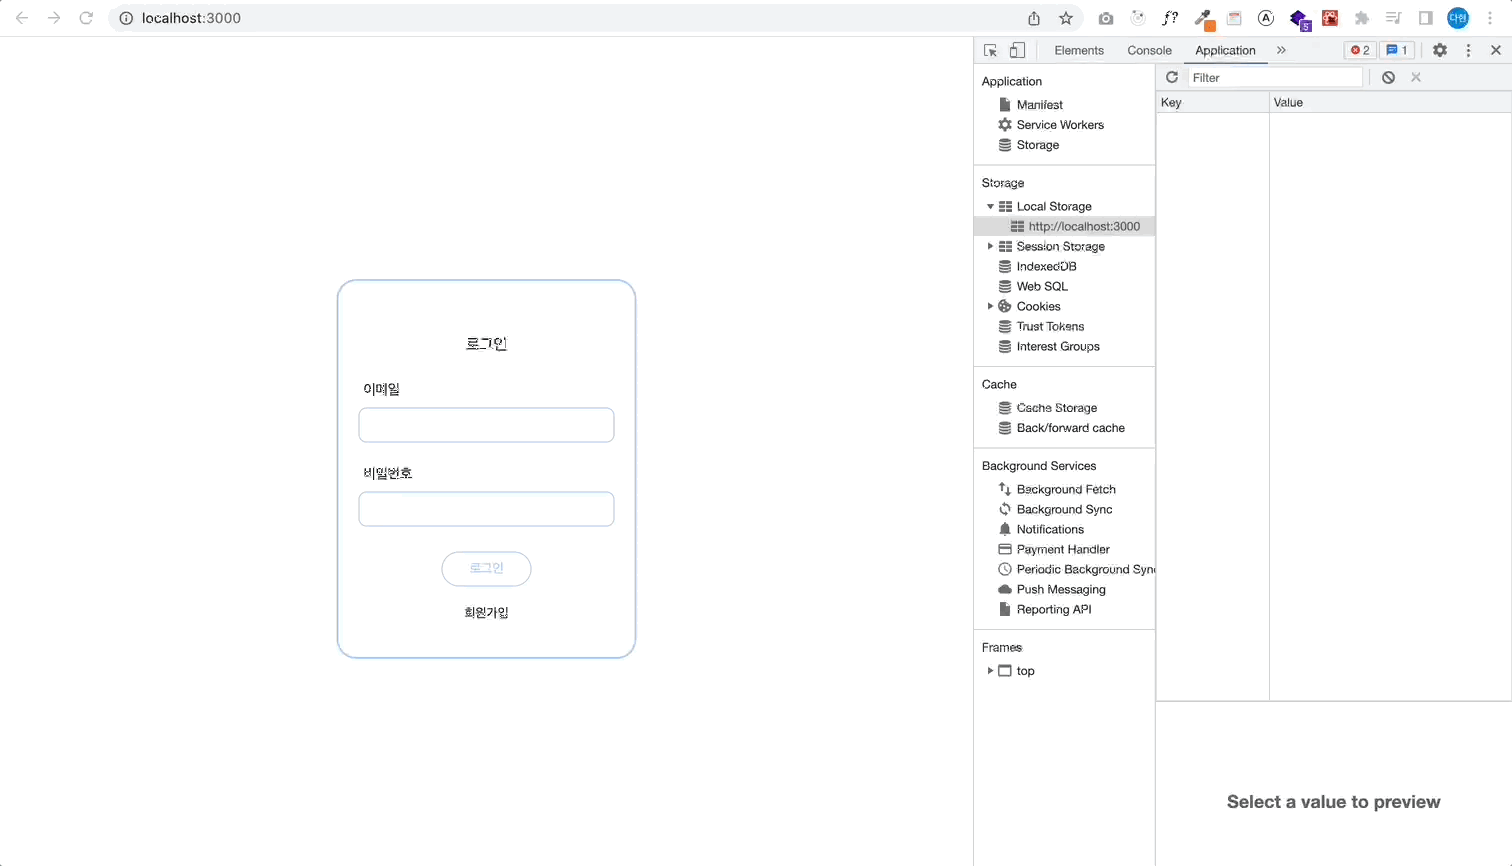 localhost:3000
f?
A
5
다현
Elements
Console
Application
2
1
Application
Manifest
Service Workers
Storage
Storage
Local Storage
http://localhost:3000
Session Storage
IndexedDB
Web SQL
Cookies
Trust Tokens
Interest Groups
Cache
Cache Storage
Back/forward cache
Background Services
Background Fetch
Background Sync
Notifications
Payment Handler
Periodic Background Sync
Push Messaging
Reporting API
Frames
top
Filter
Key Value
Select a value to preview
로그인
이메일
비밀번호
로그인
회원가입